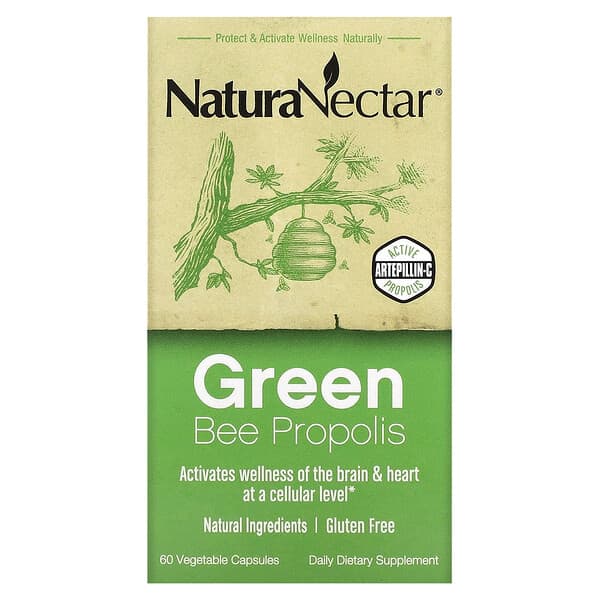 Protect & Activate Wellness Naturally
NaturaNectar®
ACTIVE
ARTEPILLIN-C
PROPOLIS
Green
Bee Propolis
Activates wellness of the brain & heart
at a cellular level*
Natural Ingredients | Gluten Free
60 Vegetable Capsules Daily Dietary Supplement